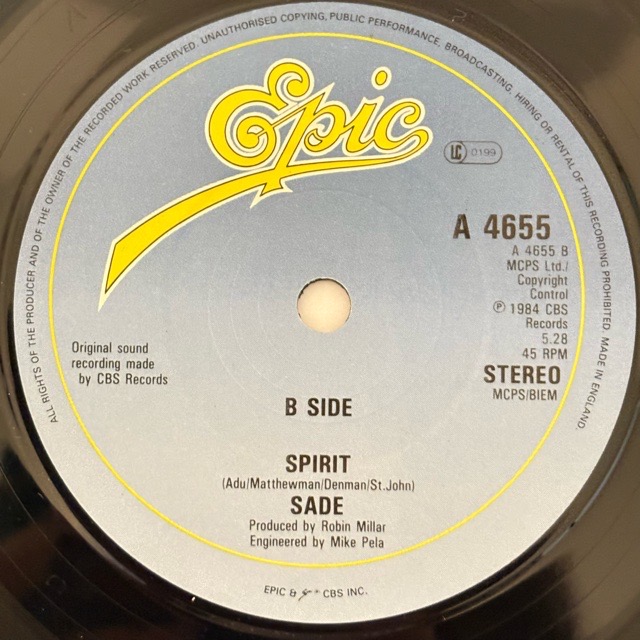 ALL RIGHTS OF THE PRODUCER AND OF THE OWNER OF THE RECORDED WORK RESERVED. UNAUTHORISED COPYING, PUBLIC PERFORMANCE, BROADCASTING, HIRING OR RENTAL OF THIS RECORDING PROHIBITED. MADE IN ENGLAND.
Epic
LC 0199
A 4655
A 4655 B
MCPS Ltd./
Copyright
Control
Ⓟ 1984 CBS
Records
5.28
45 RPM
STEREO
MCPS/BIEM
Original sound
recording made
by CBS Records
B SIDE
SPIRIT
(Adu/Matthewman/Denman/St.John)
SADE
Produced by Robin Millar
Engineered by Mike Pela
EPIC & CBS INC.